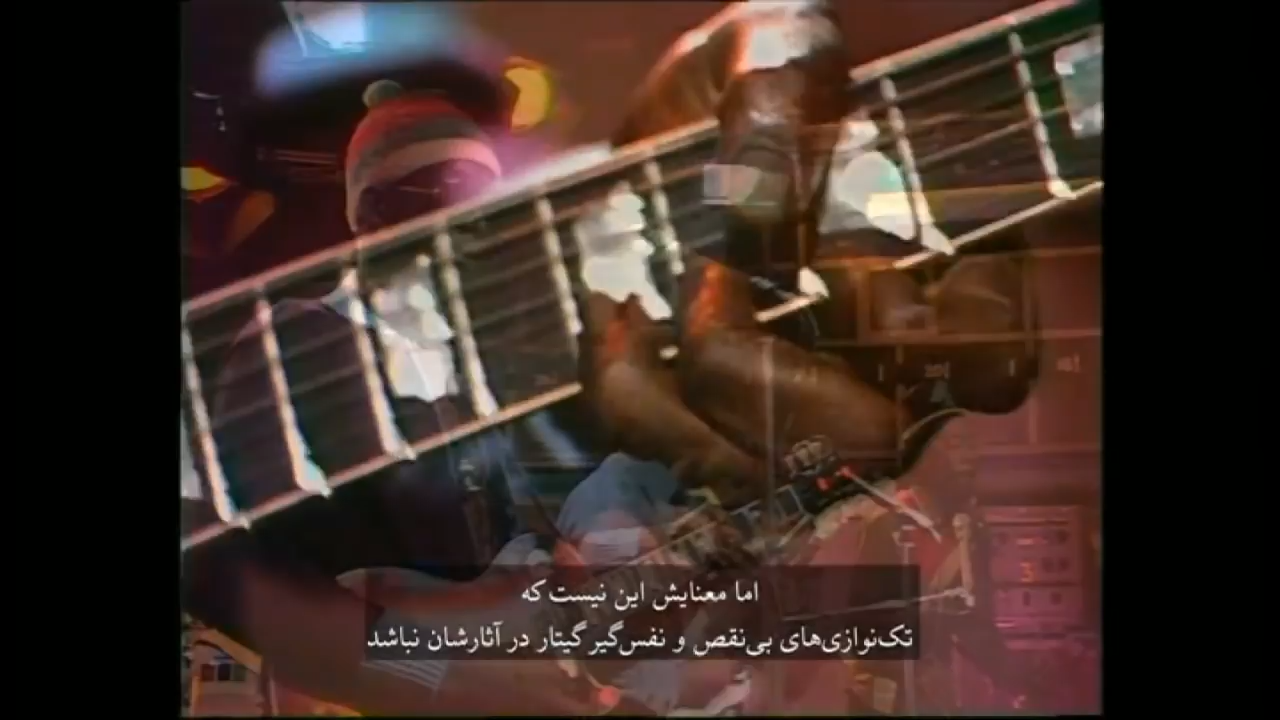 اما معنایش این نیست که
تک‌نوازی‌های بی‌نقص و نفس‌گیر گیتار در آثارشان نباشد